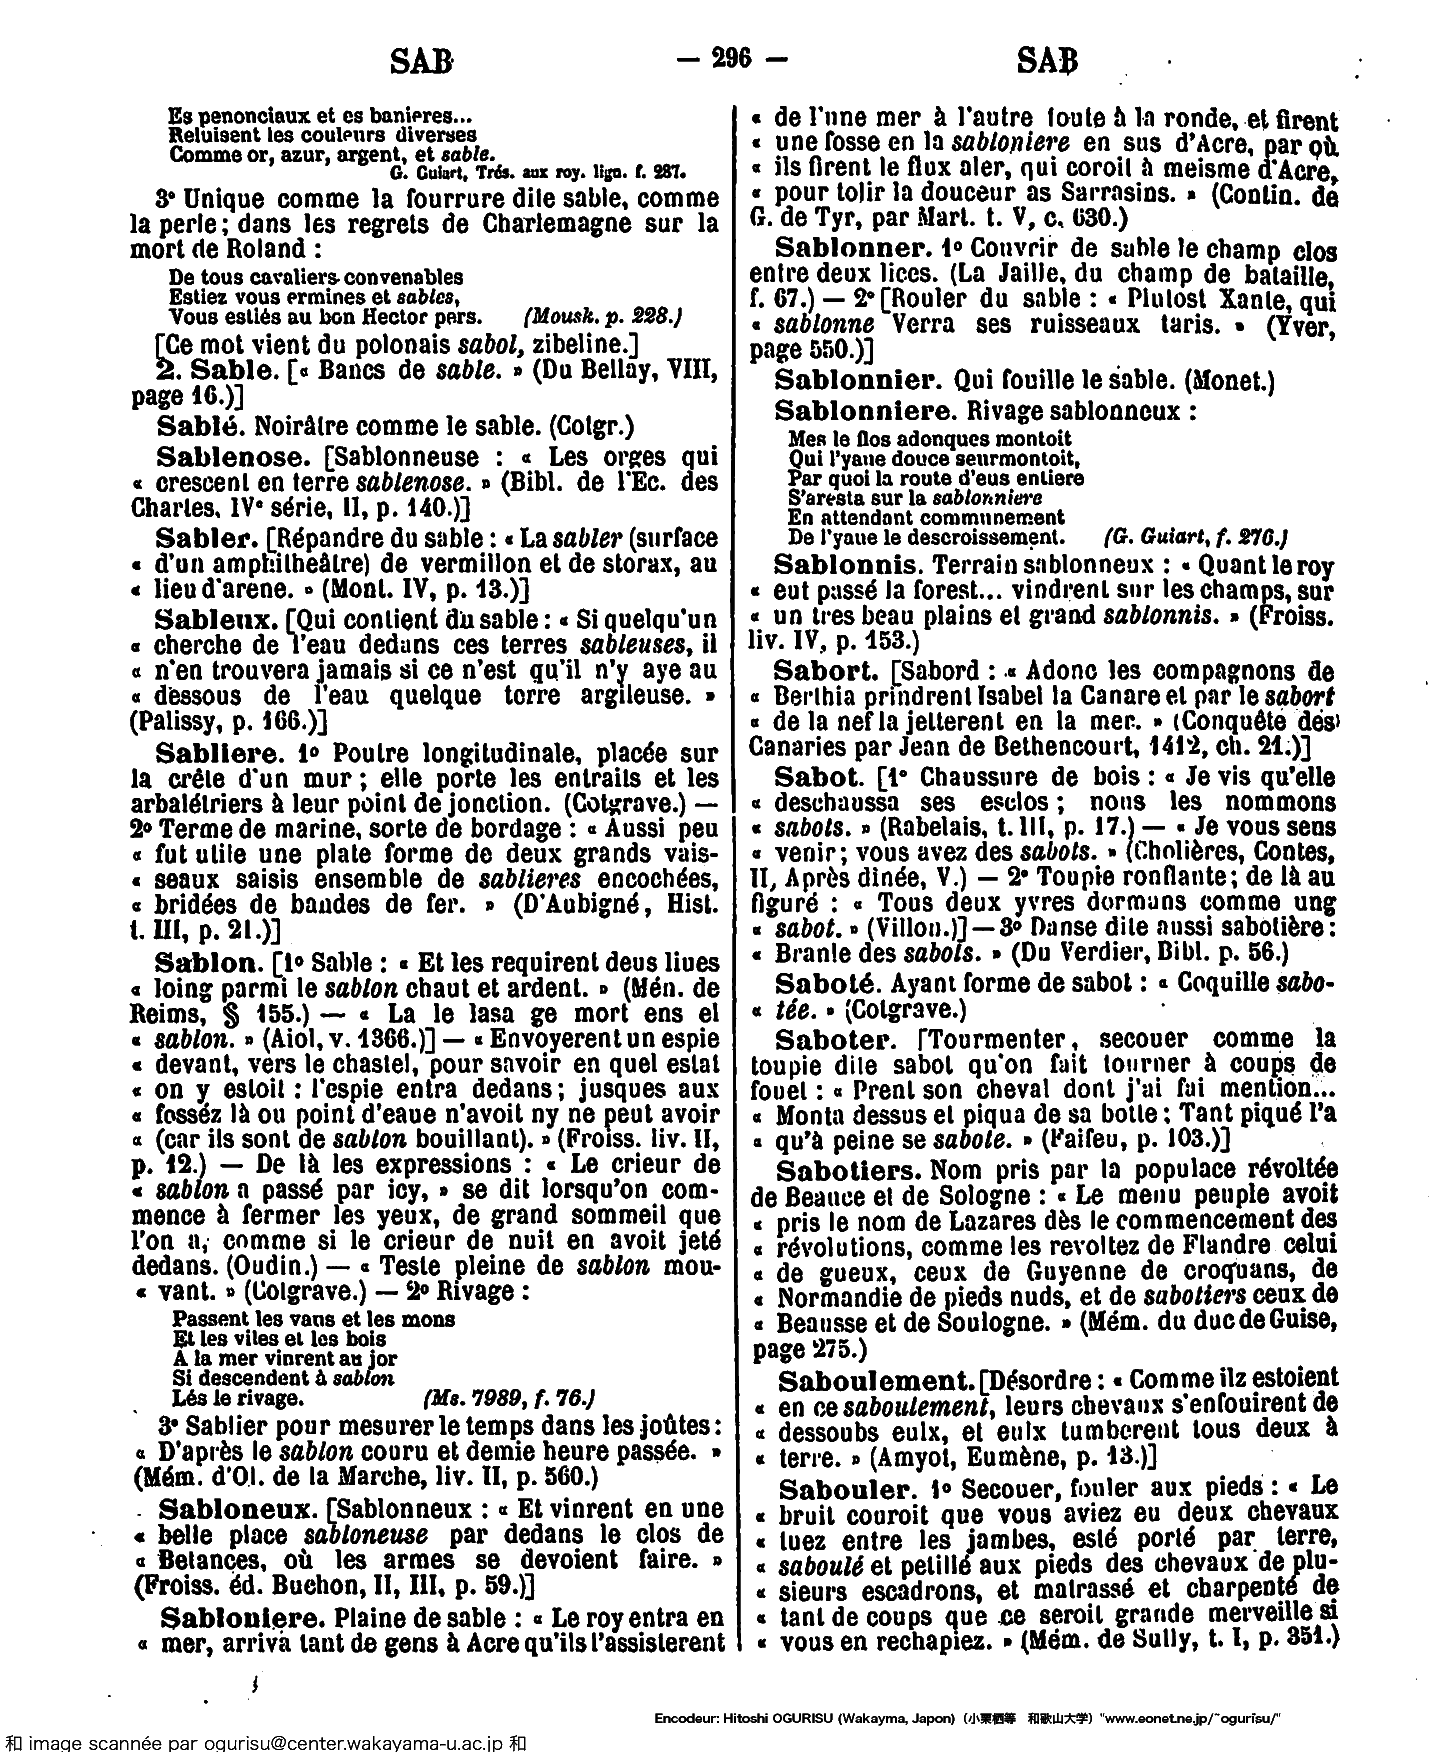 SAB
— 296 —
SAB
Es penonciaux et es banieres...
Reluisent les couleurs diverses
Comme or, azur, argent, et sable.
G. Guiart, Trés. aux roy. lign. f. 287.
3° Unique comme la fourrure dite sable, comme
la perle ; dans les regrets de Charlemagne sur la
mort de Roland :
De tous cavaliers convenables
Estiez vous ermines et sables,
Vous estiés au bon Hector pers. (Mousk. p. 228.)
[Ce mot vient du polonais sabol, zibeline.]
2. Sable. [« Bancs de sable. » (Du Bellay, VIII,
page 16.)]
Sablé. Noirâtre comme le sable. (Cotgr.)
Sablenose. [Sablonneuse : « Les orges qui
« crescent en terre sablenose. » (Bibl. de l'Ec. des
Chartes, IVe série, II, p. 140.)]
Sabler. [Répandre du sable : « La sabler (surface
« d'un amphithéâtre) de vermillon et de storax, au
« lieu d'arene. » (Mont. IV, p. 13.)]
Sableux. [Qui contient du sable : « Si quelqu'un
« cherche de l'eau dedans ces terres sableuses, il
« n'en trouvera jamais si ce n'est qu'il n'y aye au
« dessous de l'eau quelque torre argileuse. »
(Palissy, p. 166.)]
Sabliere. 1° Poutre longitudinale, placée sur
la crête d'un mur ; elle porte les entraits et les
arbalétriers à leur point de jonction. (Cotgrave.) —
2° Terme de marine, sorte de bordage : « Aussi peu
« fut utile une plate forme de deux grands vais-
« seaux saisis ensemble de sablieres encochées,
« bridées de bandes de fer. » (D'Aubigné, Hist.
t. III, p. 21.)]
Sablon. [1° Sable : « Et les requirent deus liues
« loing parmi le sablon chaut et ardent. » (Mén. de
Reims, § 155.) — « La le lasa ge mort ens el
« sablon. » (Aiol, v. 1366.)] — « Envoyerent un espie
« devant, vers le chastel, pour savoir en quel estat
« on y estoit : l'espie entra dedans ; jusques aux
« fosséz là ou point d'eaue n'avoit ny ne peut avoir
« (car ils sont de sablon bouillant). » (Froiss. liv. II,
p. 12.) — De là les expressions : « Le crieur de
« sablon a passé par icy, » se dit lorsqu'on com-
mence à fermer les yeux, de grand sommeil que
l'on a, comme si le crieur de nuit en avoit jeté
dedans. (Oudin.) — « Teste pleine de sablon mou-
« vant. » (Cotgrave.) — 2° Rivage :
Passent les vans et les mons
Et les viles et les bois
A la mer vinrent au jor
Si descendent à sablon
Lés le rivage. (Ms. 7989, f. 76.)
3° Sablier pour mesurer le temps dans les joûtes :
« D'après le sablon couru et demie heure passée. »
(Mém. d'Ol. de la Marche, liv. II, p. 560.)
Sabloneux. [Sablonneux : « Et vinrent en une
« belle place sabloneuse par dedans le clos de
« Betances, où les armes se devoient faire. »
(Froiss. éd. Buchon, II, III, p. 59.)]
Sabloniere. Plaine de sable : « Le roy entra en
« mer, arriva tant de gens à Acre qu'ils l'assisterent
« de l'une mer à l'autre toute à la ronde, et firent
« une fosse en la sabloniere en sus d'Acre, par où
« ils firent le flux aler, qui coroit à meisme d'Acre,
« pour tolir la douceur as Sarrasins. » (Contin. de
G. de Tyr, par Mart. t. V, c. 630.)
Sablonner. 1° Couvrir de sable le champ clos
entre deux lices. (La Jaille, du champ de bataille,
f. 67.) — 2° [Rouler du sable : « Plutost Xante, qui
« sablonne Verra ses ruisseaux taris. » (Yver,
page 550.)]
Sablonnier. Qui fouille le sable. (Monet.)
Sablonniere. Rivage sablonneux :
Mes le flos adonques montoit
Qui l'yaue douce seurmontoit,
Par quoi la route d'eus entiere
S'aresta sur la sablonniere
En attendant communement
De l'yaue le descroissement. (G. Guiart, f. 276.)
Sablonnis. Terrain sablonneux : « Quant le roy
« eut passé la forest... vindrent sur les champs, sur
« un tres beau plains et grand sablonnis. » (Froiss.
liv. IV, p. 153.)
Sabort. [Sabord : « Adonc les compagnons de
« Berthia prindrent Isabel la Canare et par le sabort
« de la nef la jetterent en la mer. » (Conquête des
Canaries par Jean de Bethencourt, 1412, ch. 21.)]
Sabot. [1° Chaussure de bois : « Je vis qu'elle
« deschaussa ses esclos ; nous les nommons
« sabots. » (Rabelais, t. III, p. 17.) — « Je vous sens
« venir ; vous avez des sabots. » (Cholières, Contes,
II, Après dinée, V.) — 2° Toupie ronflante ; de là au
figuré : « Tous deux yvres dormans comme ung
« sabot. » (Villon.)] — 3° Danse dite aussi sabotière :
« Branle des sabots. » (Du Verdier, Bibl. p. 56.)
Saboté. Ayant forme de sabot : « Coquille sabo-
« tée. » (Cotgrave.)
Saboter. [Tourmenter, secouer comme la
toupie dite sabot qu'on fait tourner à coups de
fouet : « Prent son cheval dont j'ai fai mention...
« Monta dessus et piqua de sa botte ; Tant piqué l'a
« qu'à peine se sabote. » (Faifeu, p. 103.)]
Sabotiers. Nom pris par la populace révoltée
de Beauce et de Sologne : « Le menu peuple avoit
« pris le nom de Lazares dès le commencement des
« révolutions, comme les revoltez de Flandre celui
« de gueux, ceux de Guyenne de croquans, de
« Normandie de pieds nuds, et de sabotiers ceux de
« Beausse et de Soulogne. » (Mém. du duc de Guise,
page 275.)
Saboulement. [Désordre : « Comme ilz estoient
« en ce saboulement, leurs chevaux s'enfouirent de
« dessoubs eulx, et eulx tumberent tous deux à
« terre. » (Amyot, Eumène, p. 13.)]
Sabouler. 1° Secouer, fouler aux pieds : « Le
« bruit couroit que vous aviez eu deux chevaux
« tuez entre les jambes, esté porté par terre,
« saboulé et petillé aux pieds des chevaux de plu-
« sieurs escadrons, et matrassé et charpenté de
« tant de coups que ce seroit grande merveille si
« vous en rechapiez. » (Mém. de Sully, t. I, p. 351.)
Encodeur: Hitoshi OGURISU (Wakayma, Japon) (小栗栖等 和歌山大学) "www.eonet.ne.jp/~ogurisu/"
和 image scannée par ogurisu@center.wakayama-u.ac.jp 和